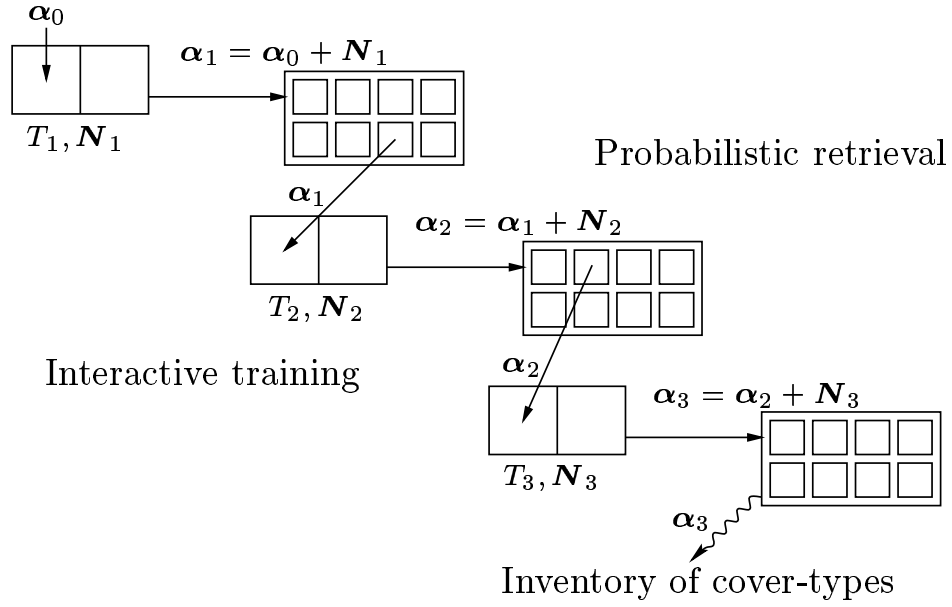 α₀
α₁ = α₀ + N₁
T₁, N₁
Probabilistic retrieval
α₁
α₂ = α₁ + N₂
T₂, N₂
Interactive training
α₂
α₃ = α₂ + N₃
T₃, N₃
α₃
Inventory of cover-types